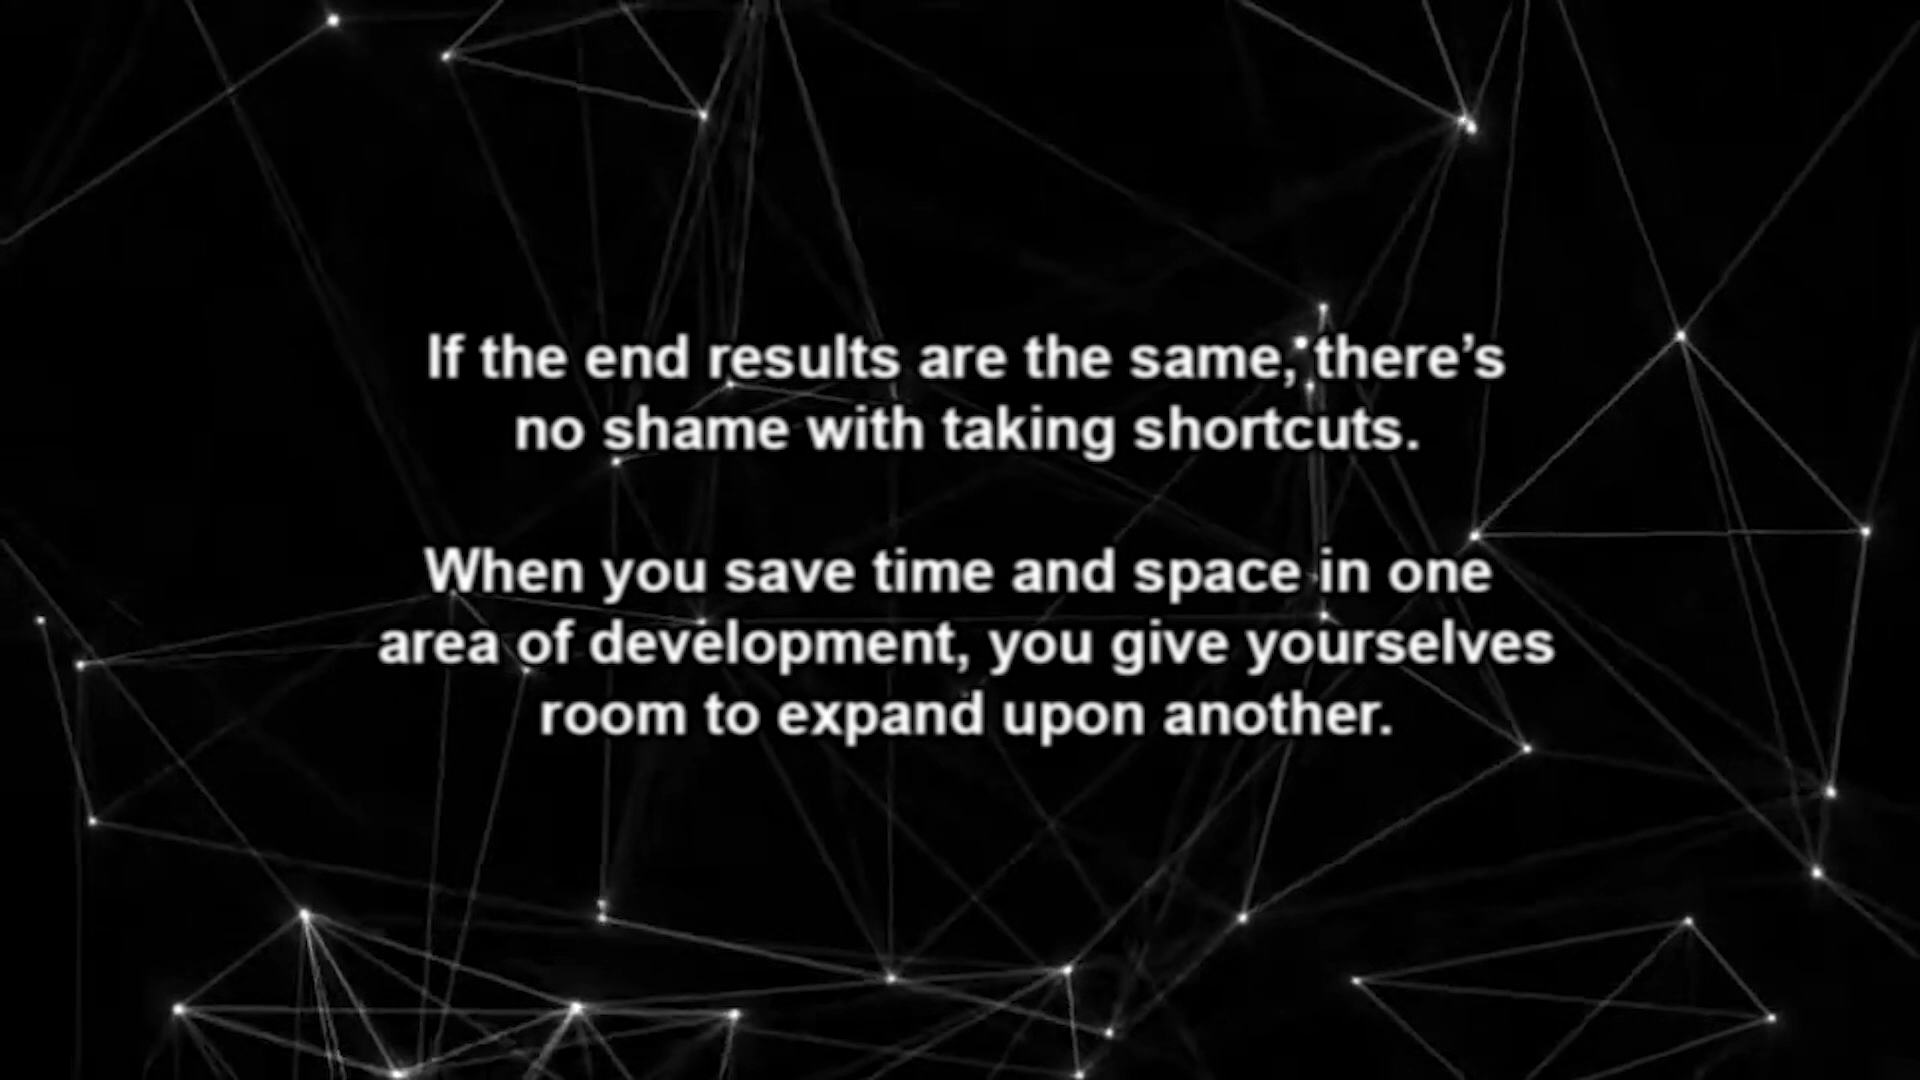 If the end results are the same, there’s
no shame with taking shortcuts.
When you save time and space in one
area of development, you give yourselves
room to expand upon another.